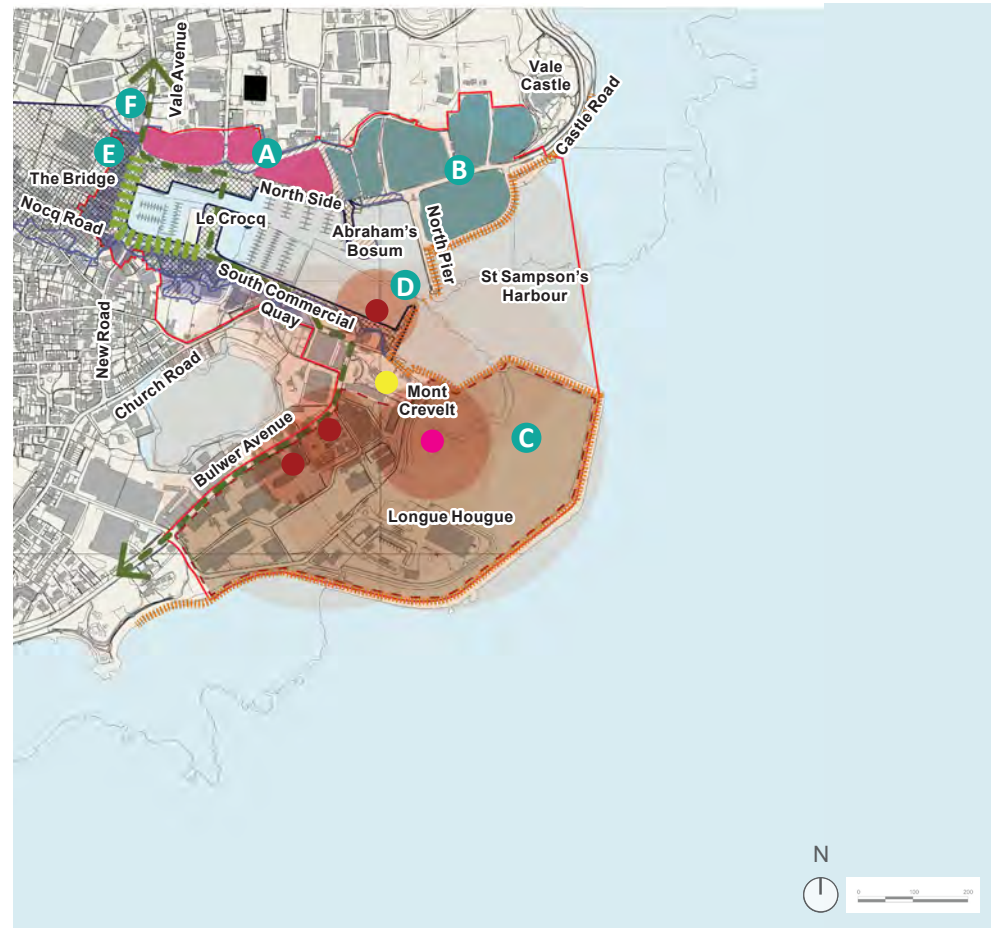 Vale Avenue
Vale
Castle
Castle Road
F
E
A
B
The Bridge
North Side
Nocq Road
Le Crocq
Abraham's
Bosum
North Pier
St Sampson's
Harbour
D
South Commercial
Quay
New Road
Church Road
Mont
Crevelt
C
Bulwer Avenue
Longue Hougue
N
0 100 200